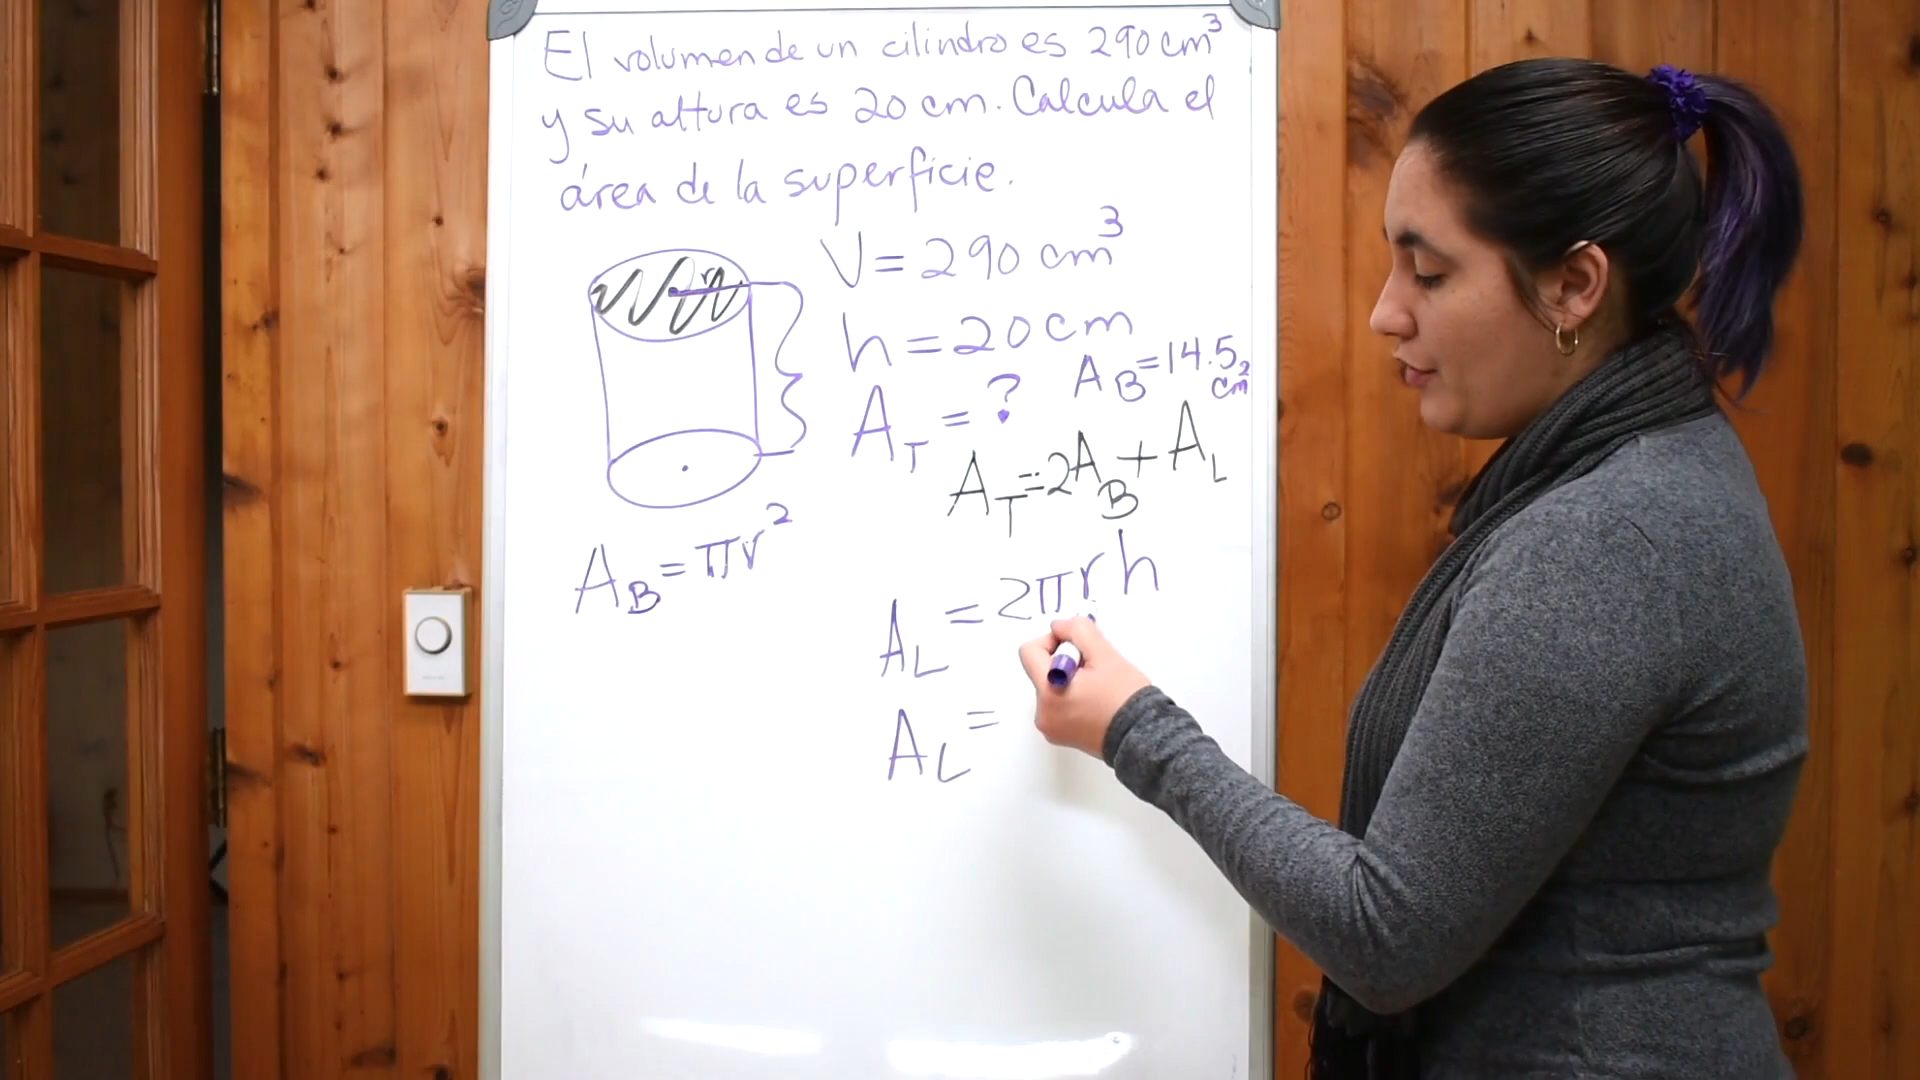 El volumen de un cilindro es 290 cm³
y su altura es 20 cm. Calcula el
área de la superficie.
r
V = 290 cm³
h = 20 cm
A_T = ?
A_B = 14.5 cm²
A_T = 2A_B + A_L
A_B = πr²
A_L = 2πrh
A_L =